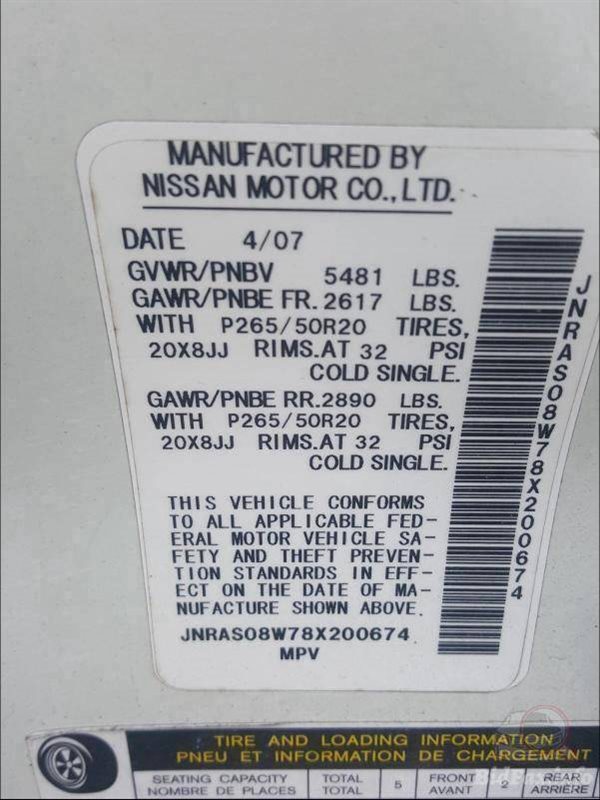 MANUFACTURED BY
NISSAN MOTOR CO., LTD.
DATE 4/07
GVWR/PNBV 5481 LBS.
GAWR/PNBE FR. 2617 LBS.
WITH P265/50R20 TIRES,
20X8JJ RIMS. AT 32 PSI
COLD SINGLE.
GAWR/PNBE RR. 2890 LBS.
WITH P265/50R20 TIRES,
20X8JJ RIMS. AT 32 PSI
COLD SINGLE.
THIS VEHICLE CONFORMS
TO ALL APPLICABLE FED-
ERAL MOTOR VEHICLE SA-
FETY AND THEFT PREVEN-
TION STANDARDS IN EFF-
ECT ON THE DATE OF MA-
NUFACTURE SHOWN ABOVE.
JNRAS08W78X200674
MPV
JNRAS08W78X200674
TIRE AND LOADING INFORMATION
PNEU ET INFORMATION DE CHARGEMENT
SEATING CAPACITY TOTAL 5 FRONT 2 REAR
NOMBRE DE PLACES TOTAL AVANT ARRIÈRE